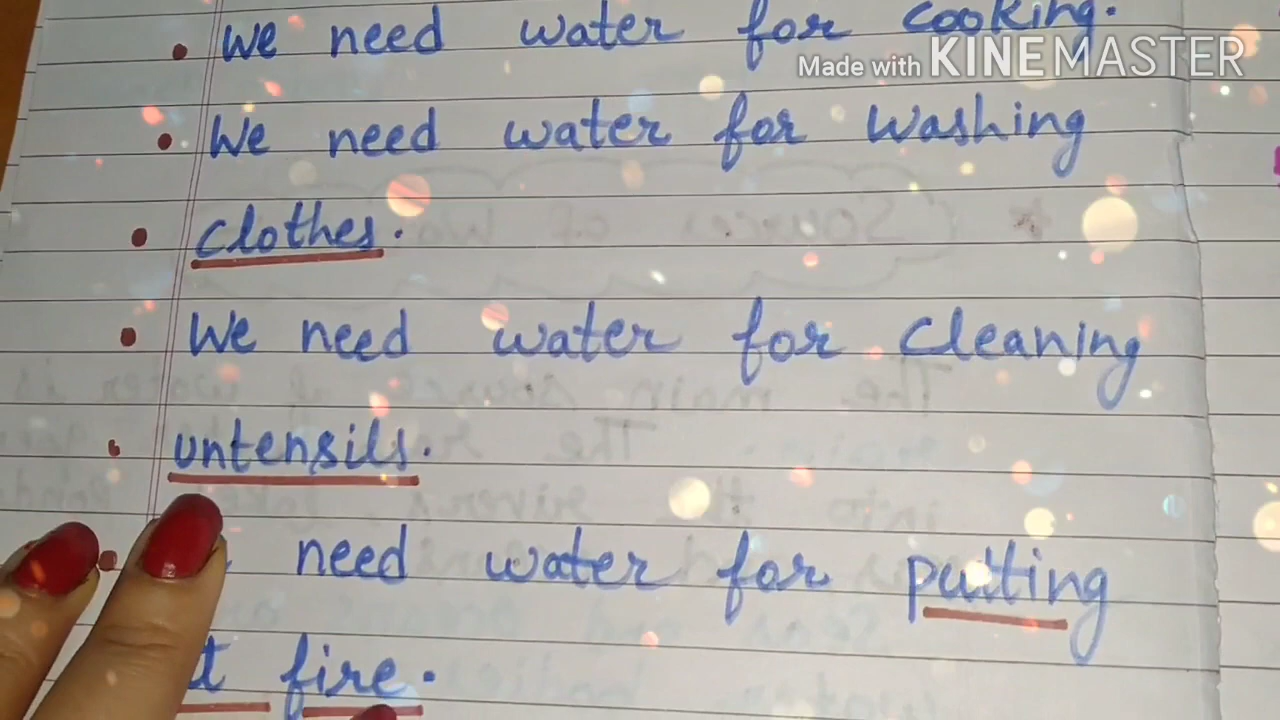 • We need water for cooking.
Made with KINEMASTER
• We need water for washing
• clothes.
• We need water for cleaning
• untensils.
• need water for putting
fire.